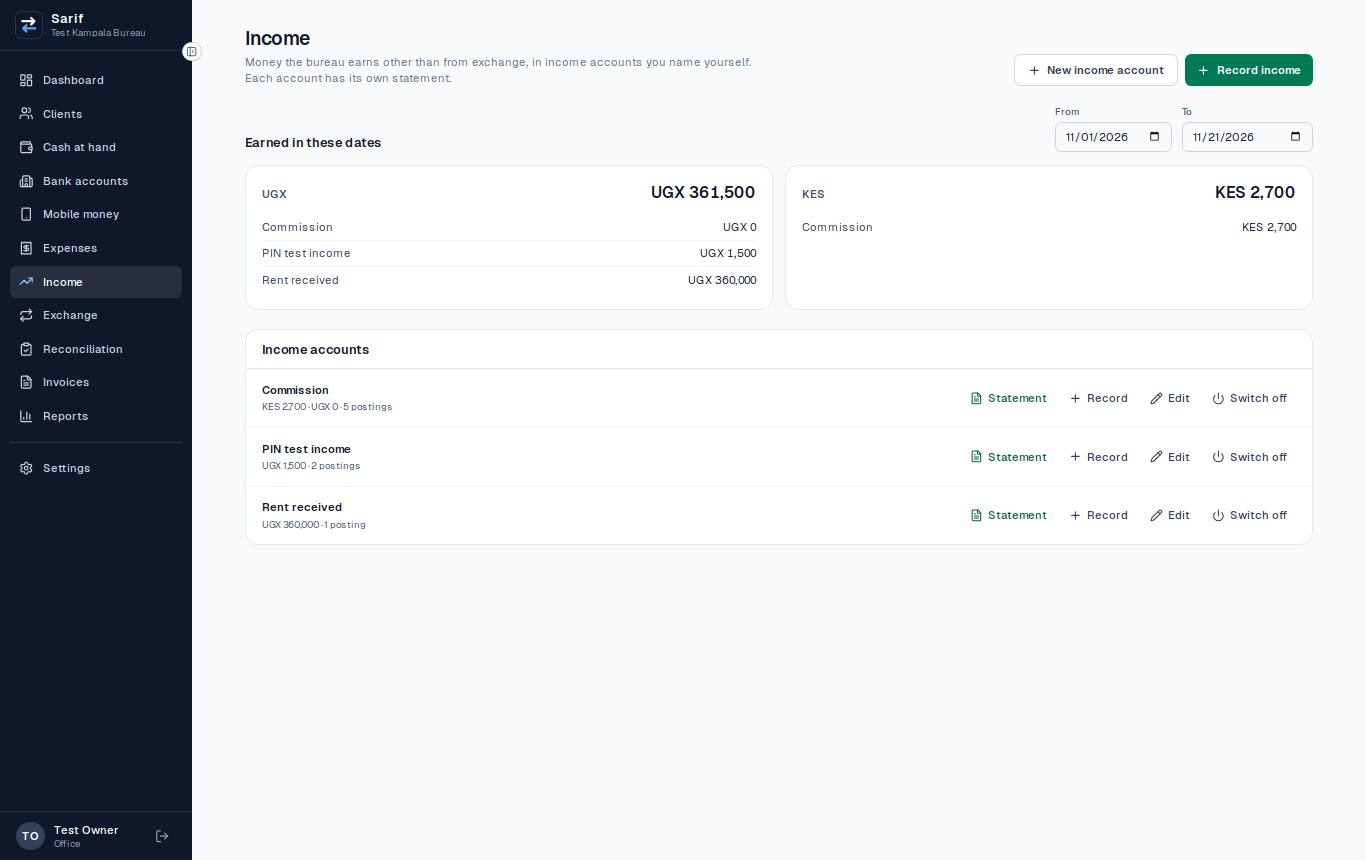 Sarif
Test Kampala Bureau
Dashboard
Clients
Cash at hand
Bank accounts
Mobile money
Expenses
Income
Exchange
Reconciliation
Invoices
Reports
Settings
TO
Test Owner
Office
Income
Money the bureau earns other than from exchange, in income accounts you name yourself.
Each account has its own statement.
New income account
Record income
Earned in these dates
From
To
11/01/2026
11/21/2026
UGX UGX 361,500
Commission UGX 0
PIN test income UGX 1,500
Rent received UGX 360,000
KES KES 2,700
Commission KES 2,700
Income accounts
Commission
KES 2,700 · UGX 0 · 5 postings
Statement Record Edit Switch off
PIN test income
UGX 1,500 · 2 postings
Statement Record Edit Switch off
Rent received
UGX 360,000 · 1 posting
Statement Record Edit Switch off